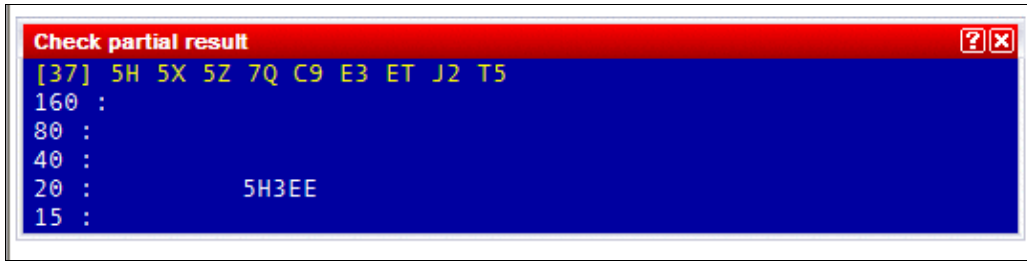 Check partial result
[37] 5H 5X 5Z 7Q C9 E3 ET J2 T5
160 :
80 :
40 :
20 : 5H3EE
15 :